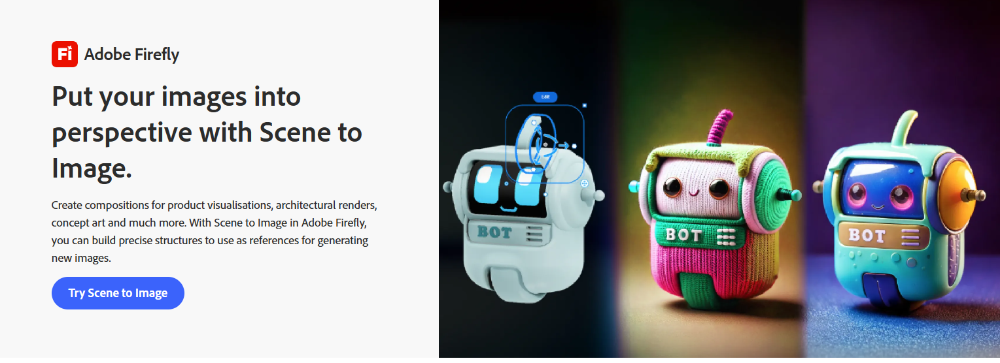 Fi Adobe Firefly
Put your images into
perspective with Scene to
Image.
Create compositions for product visualisations, architectural renders,
concept art and much more. With Scene to Image in Adobe Firefly,
you can build precise structures to use as references for generating
new images.
Try Scene to Image
Edit
BOT
BOT
BOT